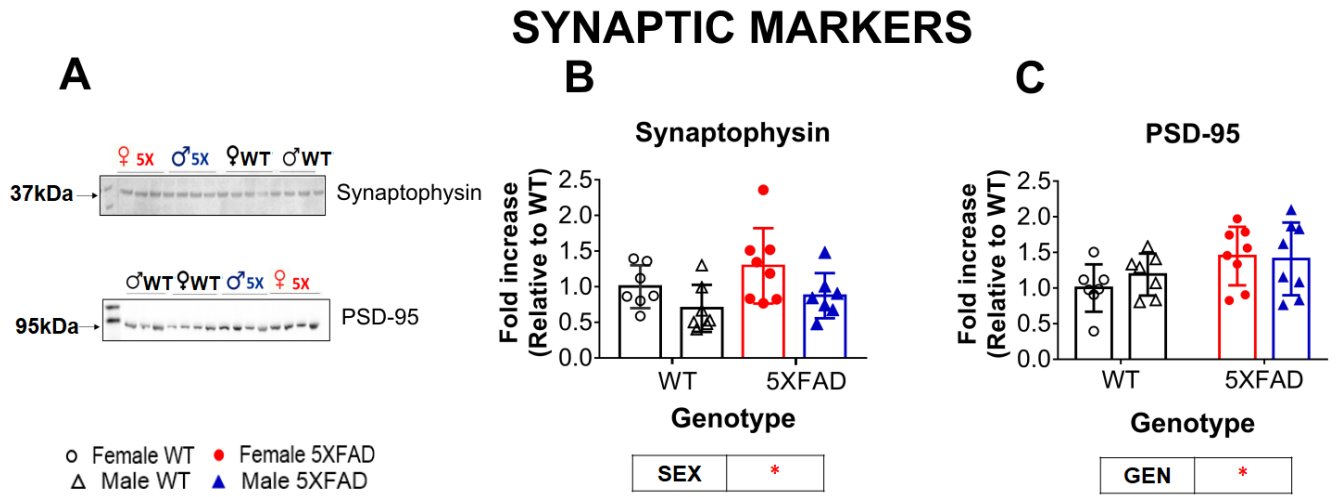 SYNAPTIC MARKERS
A
♀ 5X ♂5X ♀WT ♂WT
37kDa
Synaptophysin
♂WT ♀WT ♂5X ♀ 5X
95kDa
PSD-95
Female WT
Female 5XFAD
Male WT
Male 5XFAD
B
Synaptophysin
Fold increase
(Relative to WT)
2.5
2.0
1.5
1.0
0.5
0.0
WT 5XFAD
Genotype
SEX *
C
PSD-95
Fold increase
(Relative to WT)
2.5
2.0
1.5
1.0
0.5
0.0
WT 5XFAD
Genotype
GEN *